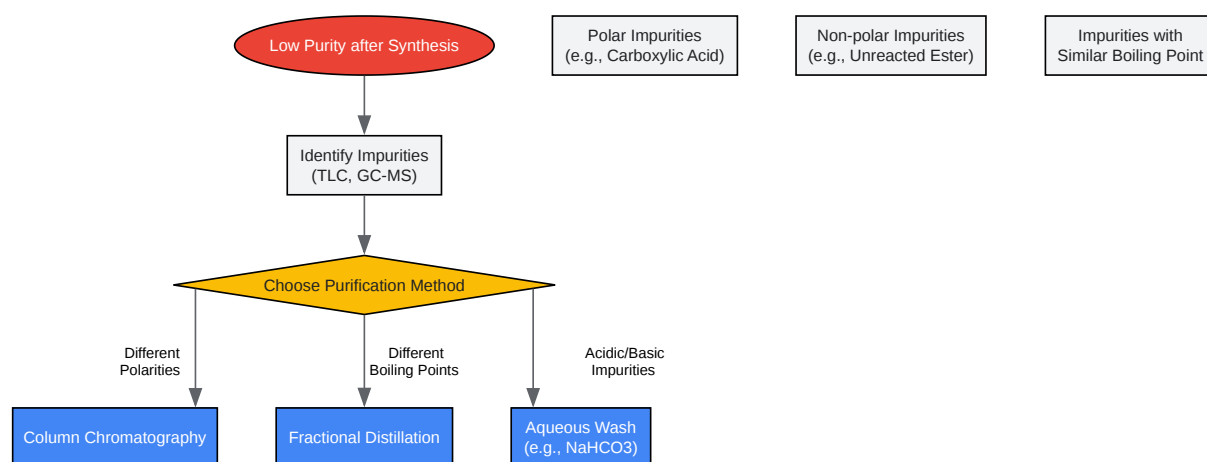 Low Purity after Synthesis
Polar Impurities
(e.g., Carboxylic Acid)
Non-polar Impurities
(e.g., Unreacted Ester)
Impurities with
Similar Boiling Point
Identify Impurities
(TLC, GC-MS)
Choose Purification Method
Different
Polarities
Different
Boiling Points
Acidic/Basic
Impurities
Column Chromatography
Fractional Distillation
Aqueous Wash
(e.g., NaHCO3)